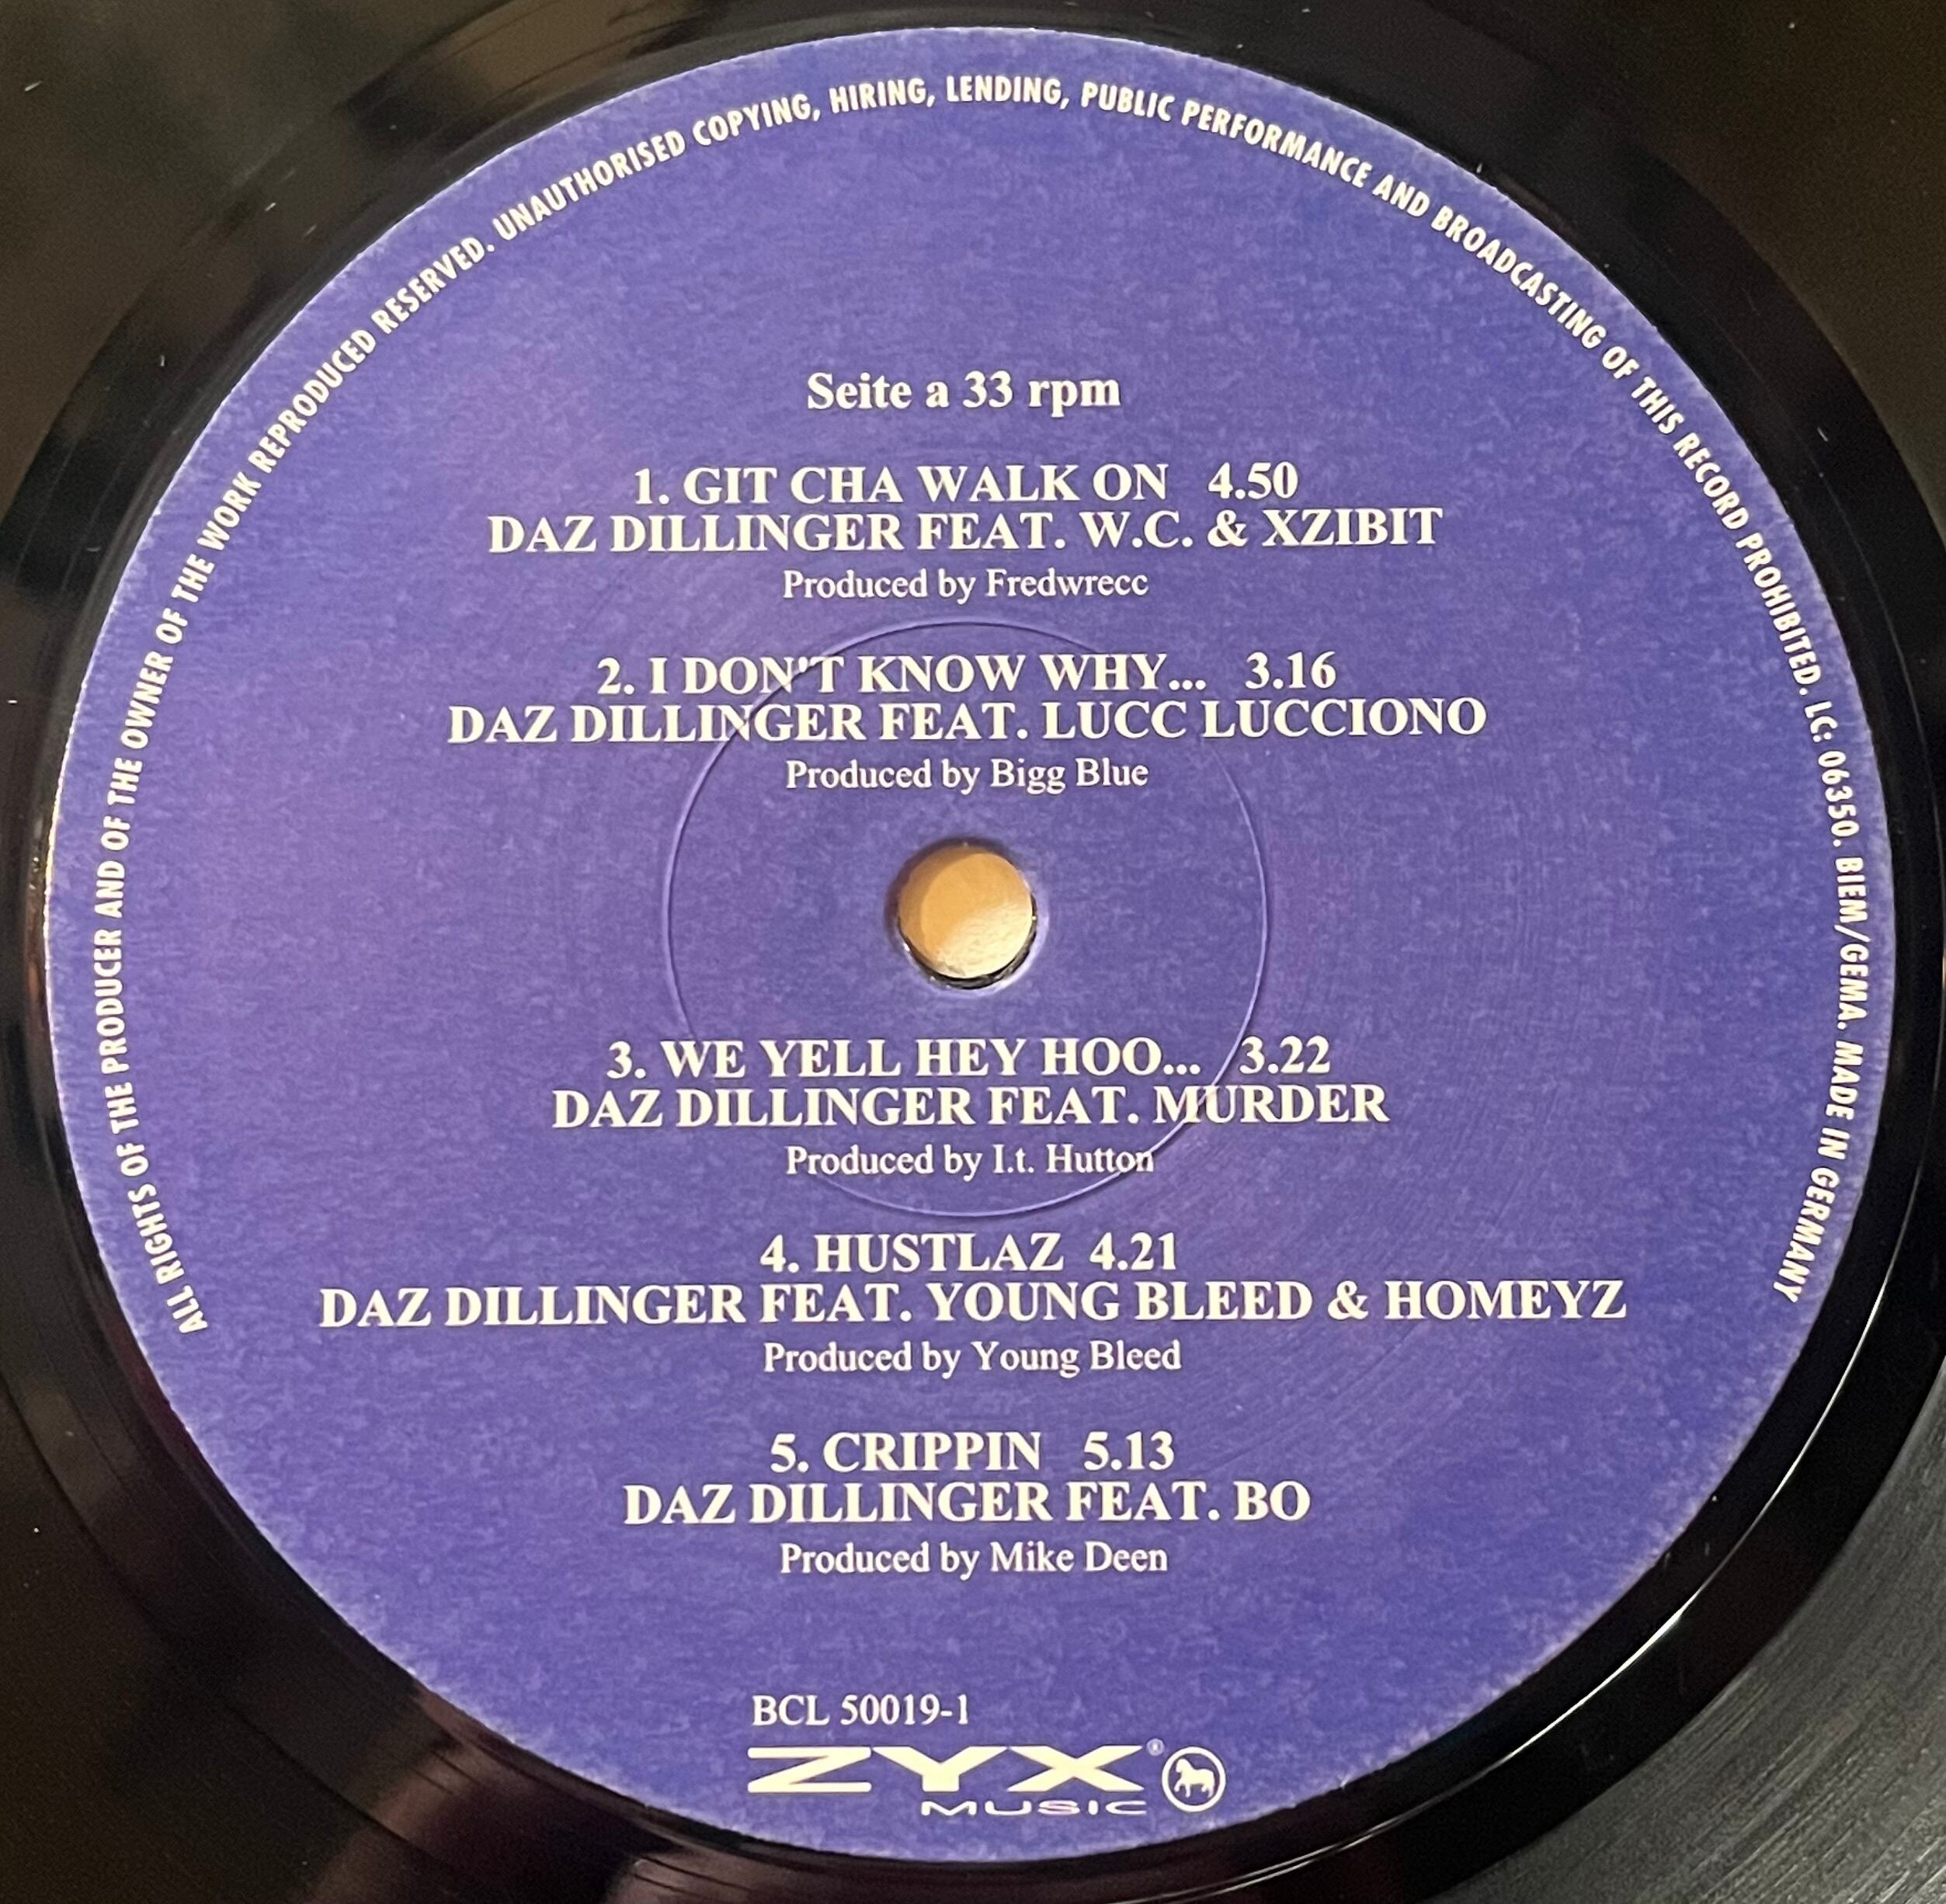 ALL RIGHTS OF THE PRODUCER AND OF THE OWNER OF THE WORK REPRODUCED RESERVED. UNAUTHORISED COPYING, HIRING, LENDING, PUBLIC PERFORMANCE AND BROADCASTING OF THIS RECORD PROHIBITED. LC: 06350. BIEM/GEMA. MADE IN GERMANY
Seite a 33 rpm
1. GIT CHA WALK ON 4.50
DAZ DILLINGER FEAT. W.C. & XZIBIT
Produced by Fredwrecc
2. I DON'T KNOW WHY... 3.16
DAZ DILLINGER FEAT. LUCC LUCCIONO
Produced by Bigg Blue
3. WE YELL HEY HOO... 3.22
DAZ DILLINGER FEAT. MURDER
Produced by I.t. Hutton
4. HUSTLAZ 4.21
DAZ DILLINGER FEAT. YOUNG BLEED & HOMEYZ
Produced by Young Bleed
5. CRIPPIN 5.13
DAZ DILLINGER FEAT. BO
Produced by Mike Deen
BCL 50019-1
ZYX®
MUSIC